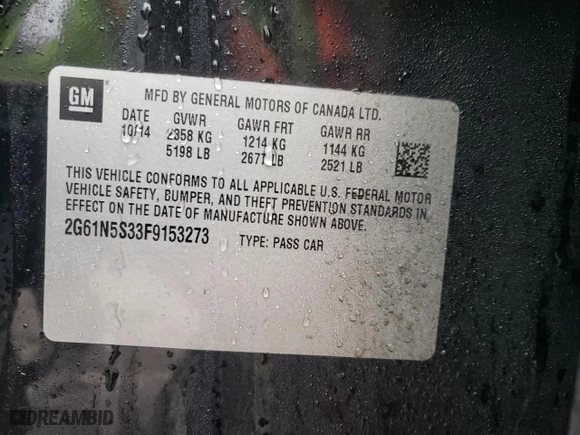 GM
MFD BY GENERAL MOTORS OF CANADA LTD.
DATE GVWR GAWR FRT GAWR RR
10/14 2358 KG 1214 KG 1144 KG
5198 LB 2677 LB 2521 LB
THIS VEHICLE CONFORMS TO ALL APPLICABLE U.S. FEDERAL MOTOR
VEHICLE SAFETY, BUMPER, AND THEFT PREVENTION STANDARDS IN
EFFECT ON THE DATE OF MANUFACTURE SHOWN ABOVE.
2G61N5S33F9153273 TYPE: PASS CAR
DREAMBID